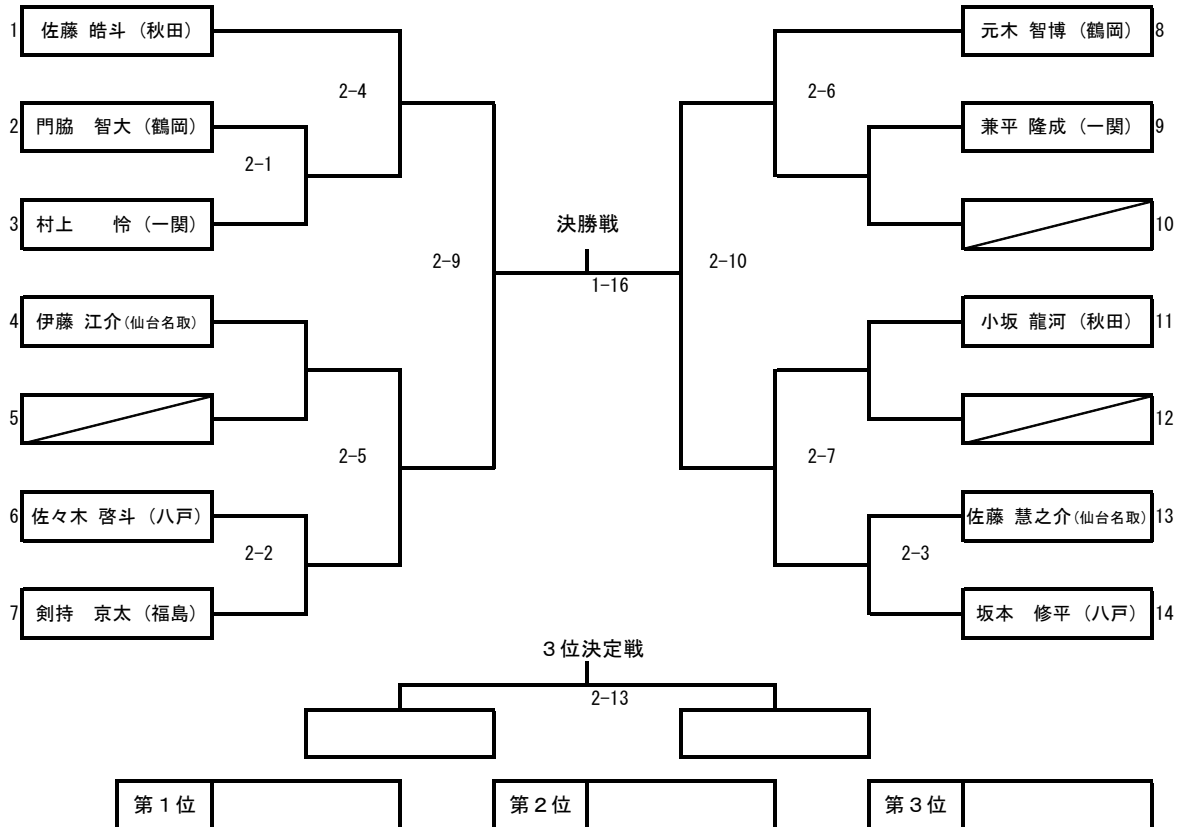 1 佐藤 皓斗（秋田）
2-4
2 門脇　智大（鶴岡）
2-1
3 村上　　怜（一関）
2-9
4 伊藤 江介(仙台名取)
5
2-5
6 佐々木 啓斗（八戸）
2-2
7 剣持　京太（福島）
決勝戦
1-16
元木 智博（鶴岡） 8
2-6
兼平 隆成（一関） 9
10
2-10
小坂 龍河（秋田） 11
12
2-7
佐藤 慧之介(仙台名取) 13
2-3
坂本　修平（八戸） 14
３位決定戦
2-13
第１位
第２位
第３位